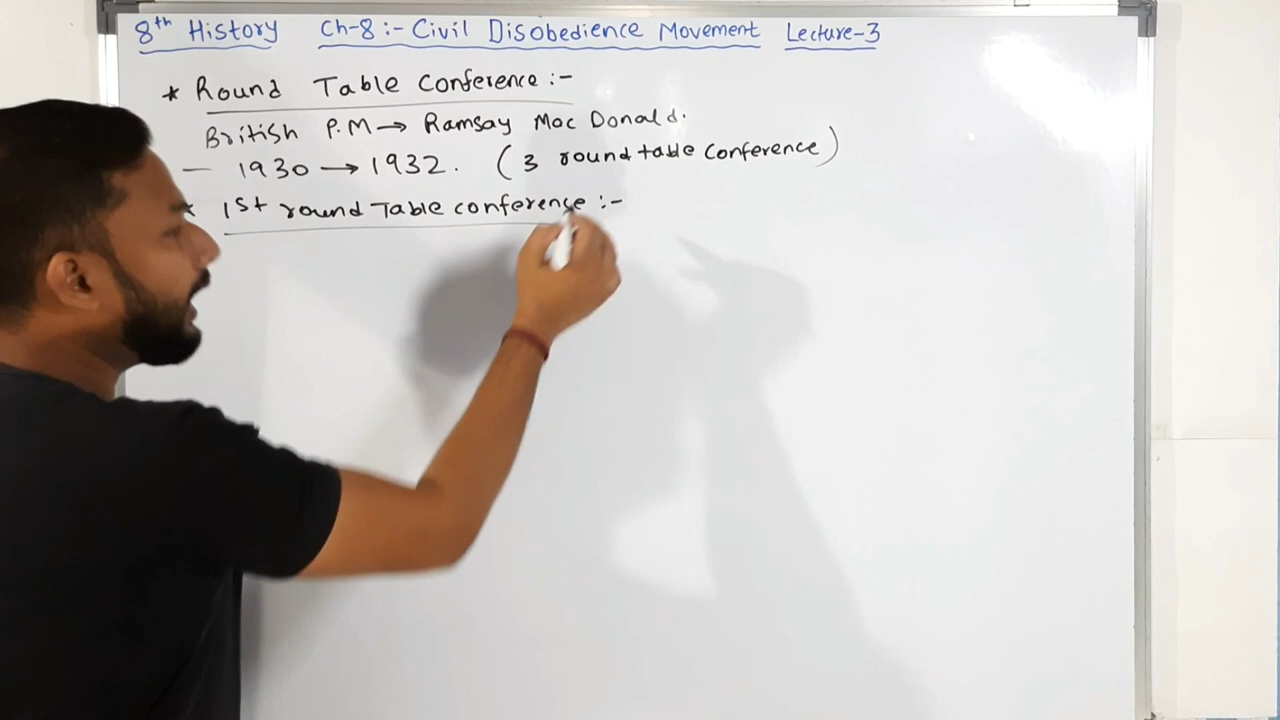 8th History Ch-8:- Civil Disobedience Movement Lecture-3
* Round Table Conference:-
British P.M → Ramsay Mac Donald.
— 1930 → 1932. (3 round table Conference)
* 1st round Table conference:-